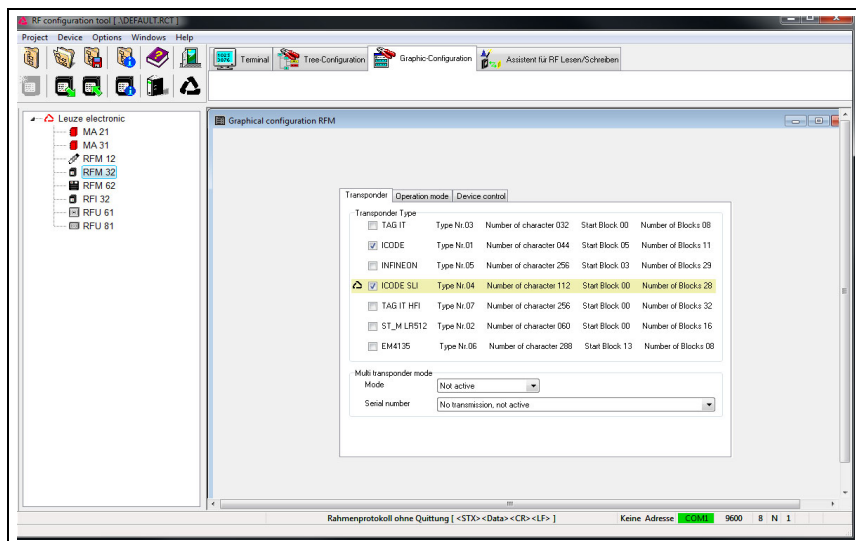 RF configuration tool [ .\DEFAULT.RCT ]
Project Device Options Windows Help
Terminal Tree-Configuration Graphic-Configuration Assistent für RF Lesen/Schreiben
Leuze electronic
MA 21
MA 31
RFM 12
RFM 32
RFM 62
RFI 32
RFU 61
RFU 81
Graphical configuration RFM
Transponder Operation mode Device control
Transponder Type
TAG IT Type Nr.03 Number of character 032 Start Block 00 Number of Blocks 08
ICODE Type Nr.01 Number of character 044 Start Block 05 Number of Blocks 11
INFINEON Type Nr.05 Number of character 256 Start Block 03 Number of Blocks 29
ICODE SLI Type Nr.04 Number of character 112 Start Block 00 Number of Blocks 28
TAG IT HFI Type Nr.07 Number of character 256 Start Block 00 Number of Blocks 32
ST_M LR512 Type Nr.02 Number of character 060 Start Block 00 Number of Blocks 16
EM4135 Type Nr.06 Number of character 288 Start Block 13 Number of Blocks 08
Multi transponder mode
Mode Not active
Serial number No transmission, not active
Rahmenprotokoll ohne Quittung [ <STX><Data><CR><LF> ] Keine Adresse COM1 9600 8 N 1